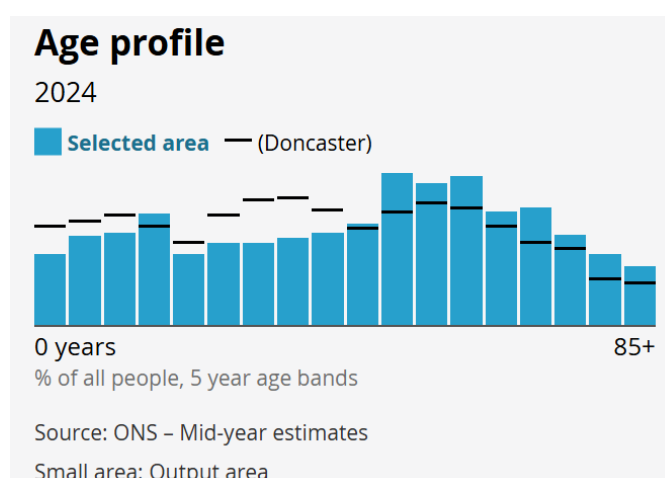 Age profile
2024
Selected area (Doncaster)
0 years 85+
% of all people, 5 year age bands
Source: ONS – Mid-year estimates
Small area: Output area